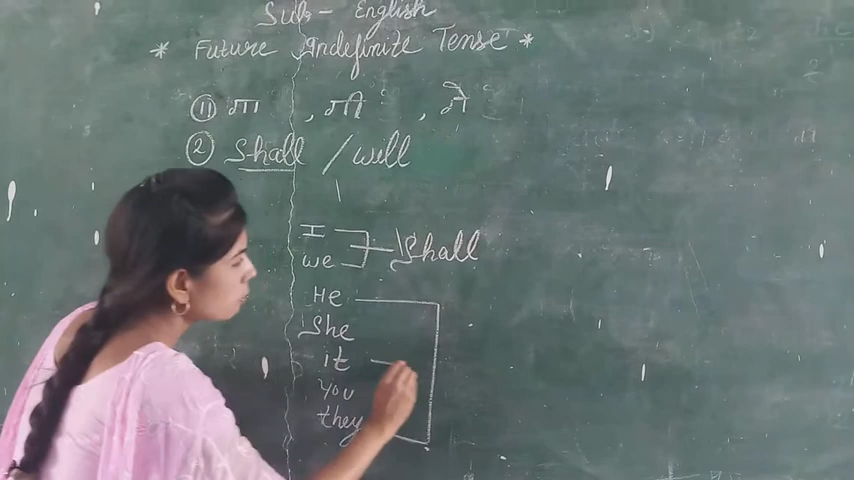 Sub - English
* Future Indefinite Tense *
(1) गा , गी , गे
(2) Shall / will
I
we
Shall
He
She
it
you
they